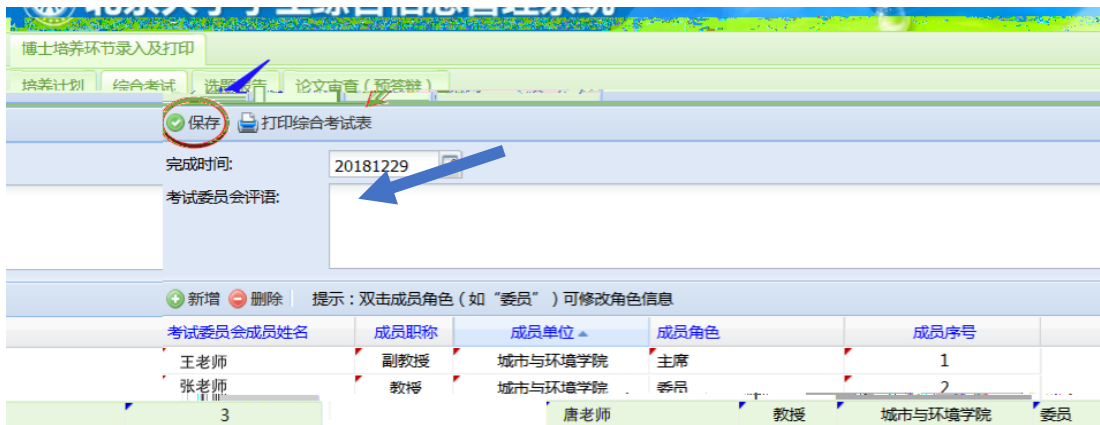 博士培养环节录入及打印
培养计划 综合考试 选题报告 论文审查（预答辩）
保存 打印综合考试表
完成时间: 20181229
考试委员会评语:
新增 删除 提示：双击成员角色（如“委员”）可修改角色信息
考试委员会成员姓名 成员职称 成员单位 成员角色 成员序号
王老师 副教授 城市与环境学院 主席 1
张老师 教授 城市与环境学院 委员 2
3 唐老师 教授 城市与环境学院 委员